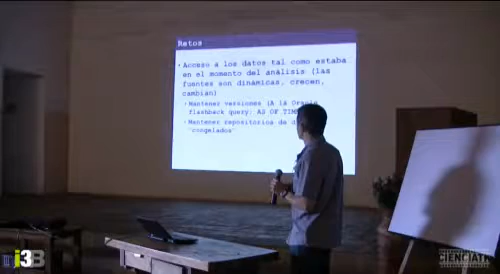 Retos
• Acceso a los datos tal como estaba
en el momento del análisis (las
fuentes son dinámicas, crecen,
cambian)
• Mantener versiones (A la Oracle
flashback query: AS OF TIM
• Mantener repositorios de d
"congelados"
i3B
CIENCIATK